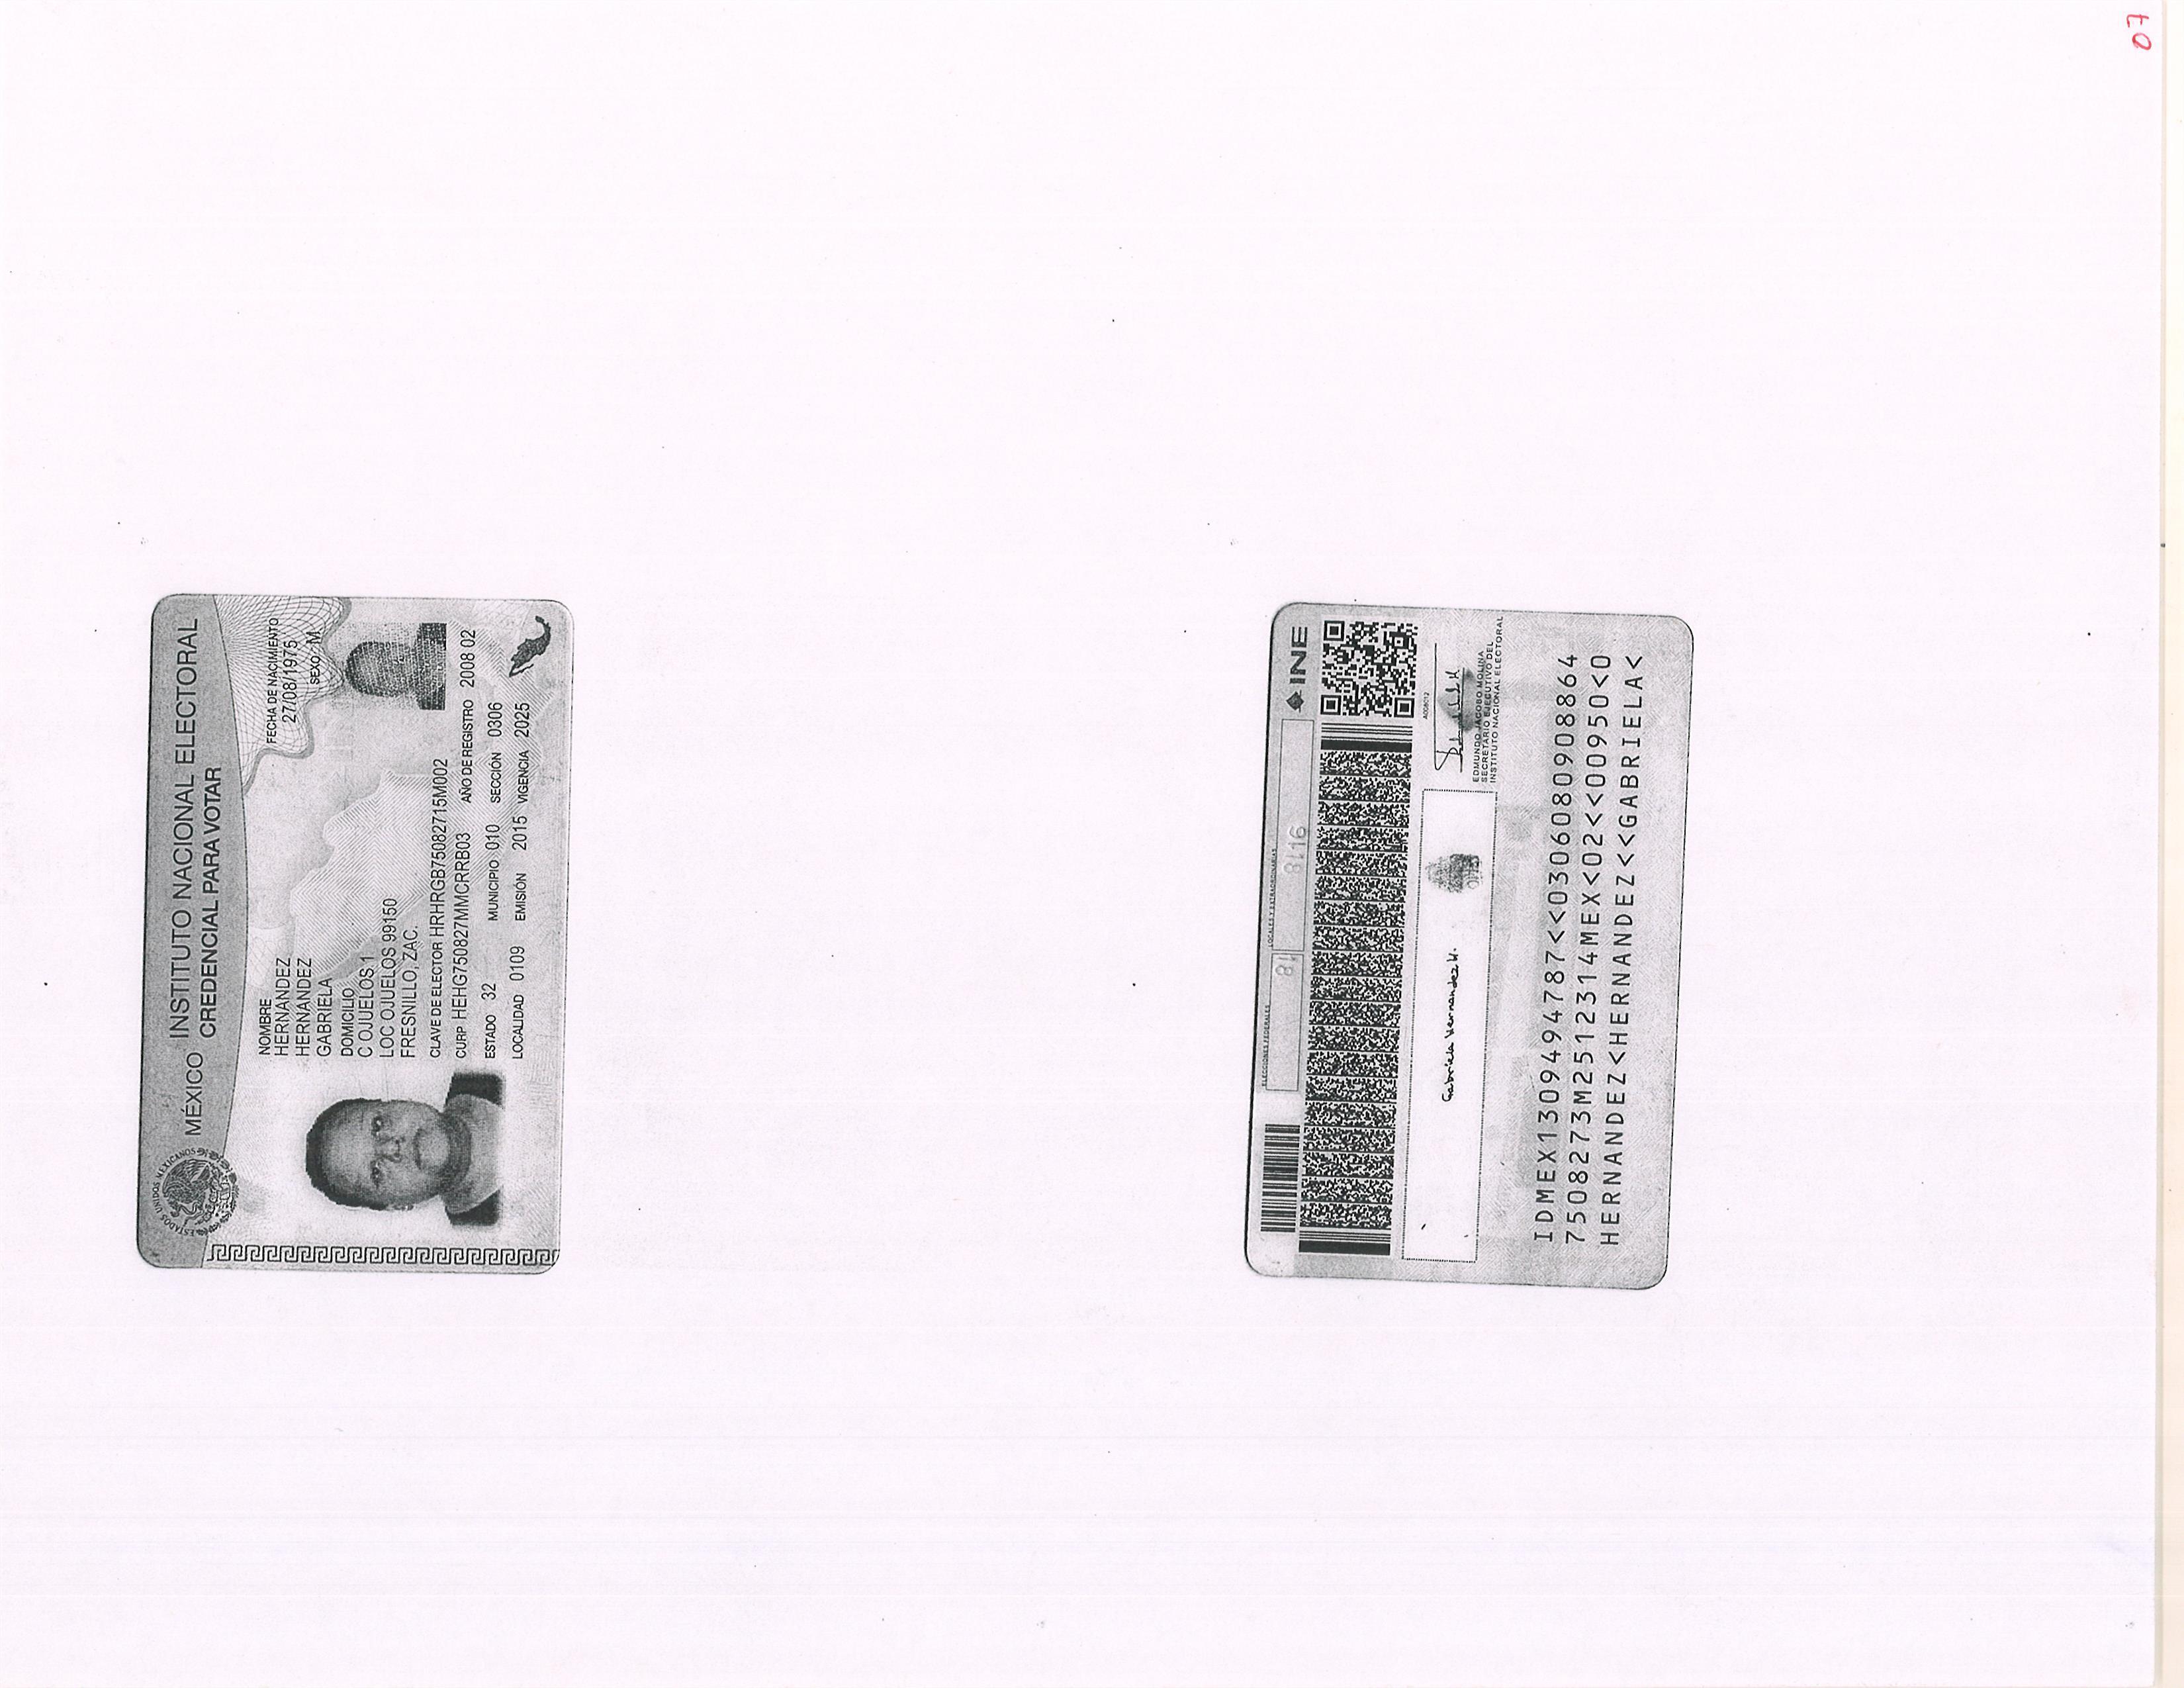 07
MÉXICO INSTITUTO NACIONAL ELECTORAL
CREDENCIAL PARA VOTAR
ESTADOS UNIDOS MEXICANOS
NOMBRE
HERNANDEZ
HERNANDEZ
GABRIELA
FECHA DE NACIMIENTO
27/08/1975
SEXO M
DOMICILIO
C OJUELOS 1
LOC OJUELOS 99150
FRESNILLO, ZAC.
CLAVE DE ELECTOR HRHRGB75082715M002
CURP HEHG750827MMCRRB03 AÑO DE REGISTRO 2008 02
ESTADO 32 MUNICIPIO 010 SECCIÓN 0306
LOCALIDAD 0109 EMISIÓN 2015 VIGENCIA 2025
ELECCIONES FEDERALES LOCALES Y EXTRAORDINARIAS INE
18
Gabriela Hernandez H.
EDMUNDO JACOBO MOLINA
SECRETARIO EJECUTIVO DEL
INSTITUTO NACIONAL ELECTORAL
IDMEX1309494787<<0306080908864
7508273M2512314MEX<02<<00950<0
HERNANDEZ<HERNANDEZ<<GABRIELA<